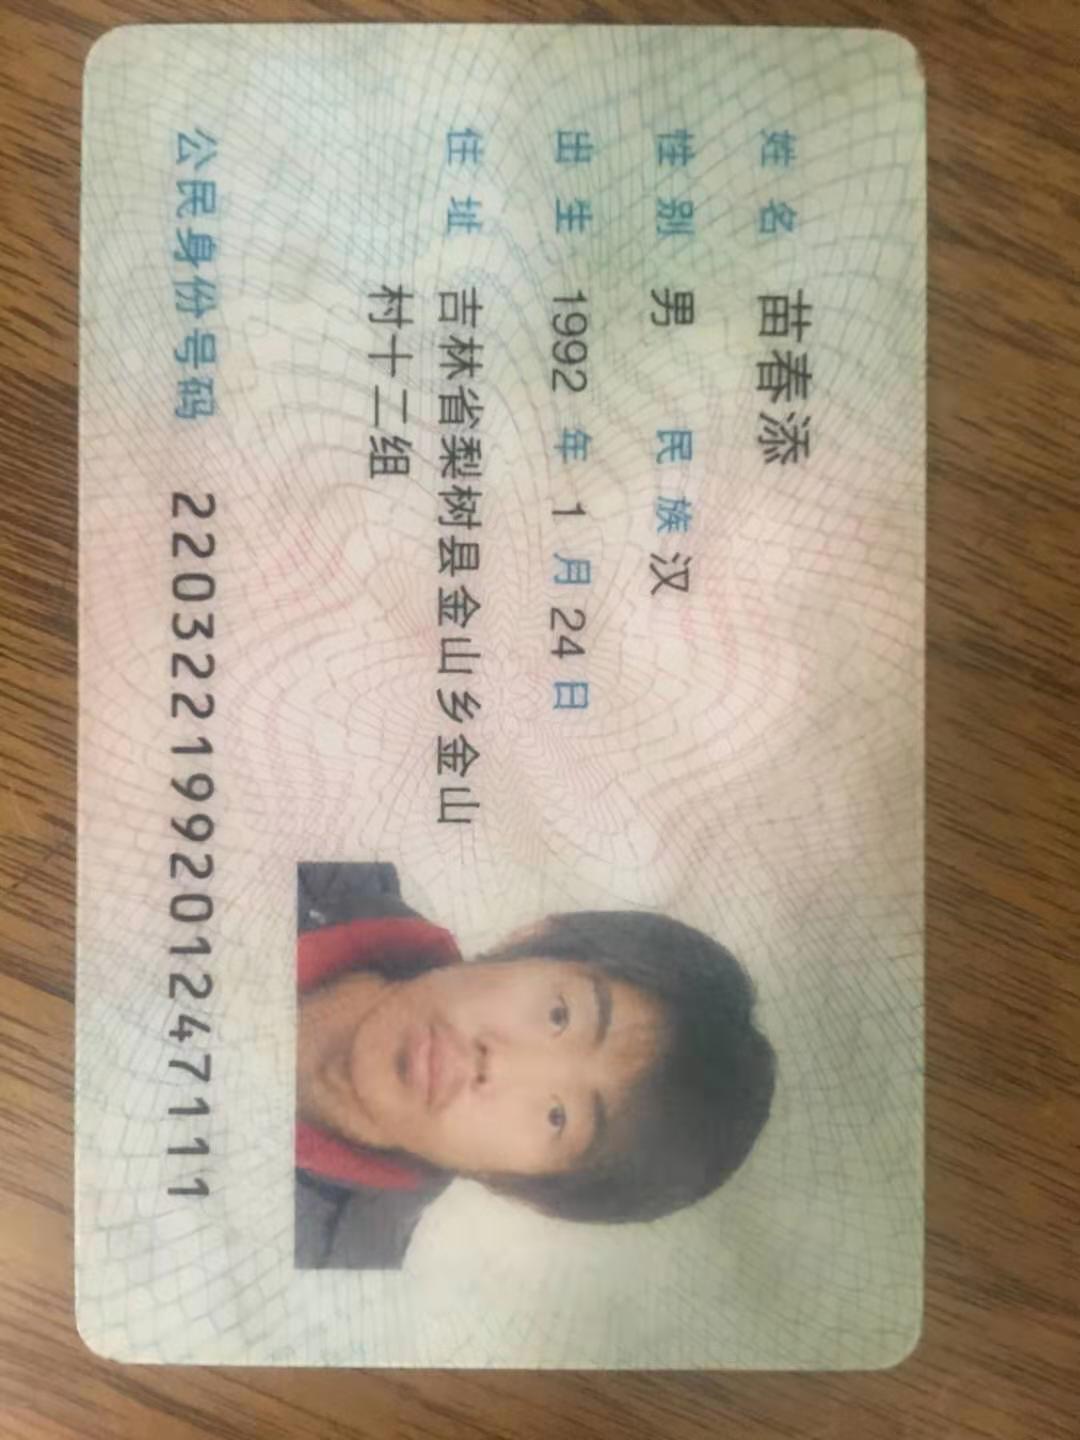 姓名 苗春添
性别 男 民族 汉
出生 1992 年 1 月 24 日
住址 吉林省梨树县金山乡金山
村十二组
公民身份号码 220322199201247111